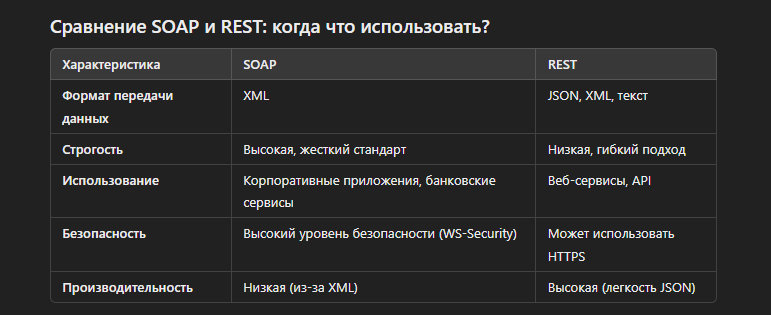 Сравнение SOAP и REST: когда что использовать?
Характеристика SOAP REST
Формат передачи данных XML JSON, XML, текст
Строгость Высокая, жесткий стандарт Низкая, гибкий подход
Использование Корпоративные приложения, банковские сервисы Веб-сервисы, API
Безопасность Высокий уровень безопасности (WS-Security) Может использовать HTTPS
Производительность Низкая (из-за XML) Высокая (легкость JSON)